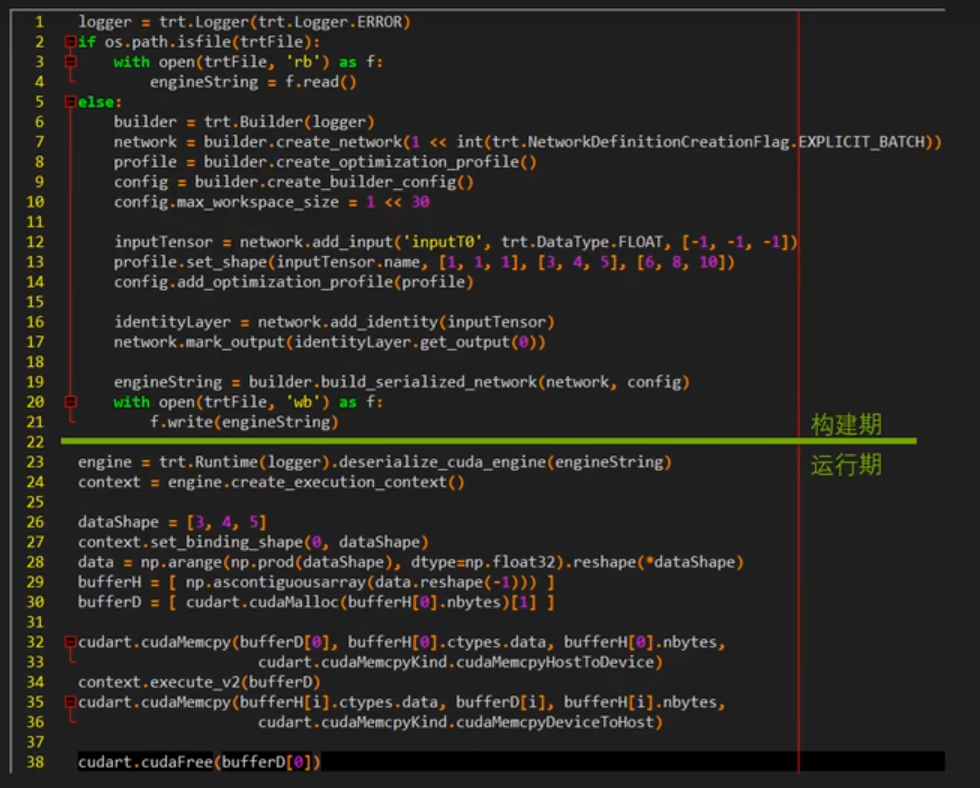 1 logger = trt.Logger(trt.Logger.ERROR)
2 if os.path.isfile(trtFile):
3     with open(trtFile, 'rb') as f:
4         engineString = f.read()
5 else:
6     builder = trt.Builder(logger)
7     network = builder.create_network(1 << int(trt.NetworkDefinitionCreationFlag.EXPLICIT_BATCH))
8     profile = builder.create_optimization_profile()
9     config = builder.create_builder_config()
10     config.max_workspace_size = 1 << 30
11
12     inputTensor = network.add_input('inputT0', trt.DataType.FLOAT, [-1, -1, -1])
13     profile.set_shape(inputTensor.name, [1, 1, 1], [3, 4, 5], [6, 8, 10])
14     config.add_optimization_profile(profile)
15
16     identityLayer = network.add_identity(inputTensor)
17     network.mark_output(identityLayer.get_output(0))
18
19     engineString = builder.build_serialized_network(network, config)
20     with open(trtFile, 'wb') as f:
21         f.write(engineString)
构建期
22
23 engine = trt.Runtime(logger).deserialize_cuda_engine(engineString)
运行期
24 context = engine.create_execution_context()
25
26 dataShape = [3, 4, 5]
27 context.set_binding_shape(0, dataShape)
28 data = np.arange(np.prod(dataShape), dtype=np.float32).reshape(*dataShape)
29 bufferH = [ np.ascontiguousarray(data.reshape(-1))) ]
30 bufferD = [ cudart.cudaMalloc(bufferH[0].nbytes)[1] ]
31
32 cudart.cudaMemcpy(bufferD[0], bufferH[0].ctypes.data, bufferH[0].nbytes,
33                     cudart.cudaMemcpyKind.cudaMemcpyHostToDevice)
34 context.execute_v2(bufferD)
35 cudart.cudaMemcpy(bufferH[i].ctypes.data, bufferD[i], bufferH[i].nbytes,
36                     cudart.cudaMemcpyKind.cudaMemcpyDeviceToHost)
37
38 cudart.cudaFree(bufferD[0])